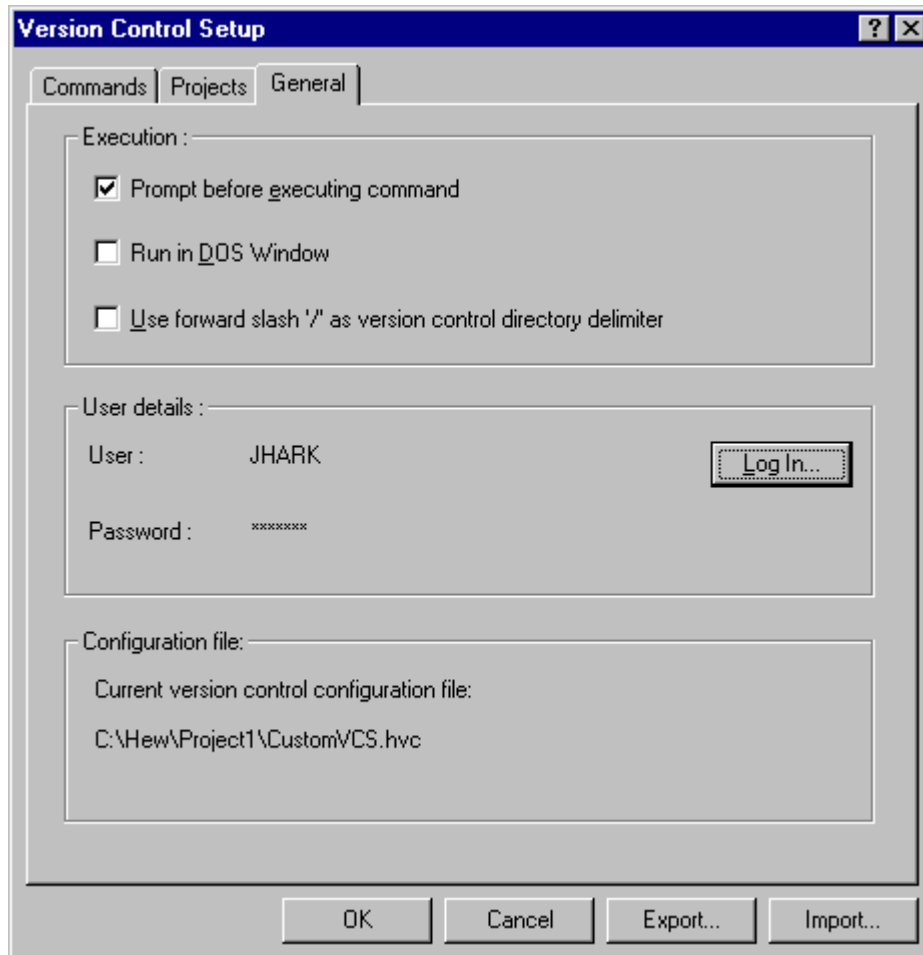 Version Control Setup
Commands Projects General
Execution :
Prompt before executing command
Run in DOS Window
Use forward slash '/' as version control directory delimiter
User details :
User : JHARK Log In...
Password : *******
Configuration file:
Current version control configuration file:
C:\Hew\Project1\CustomVCS.hvc
OK Cancel Export... Import...